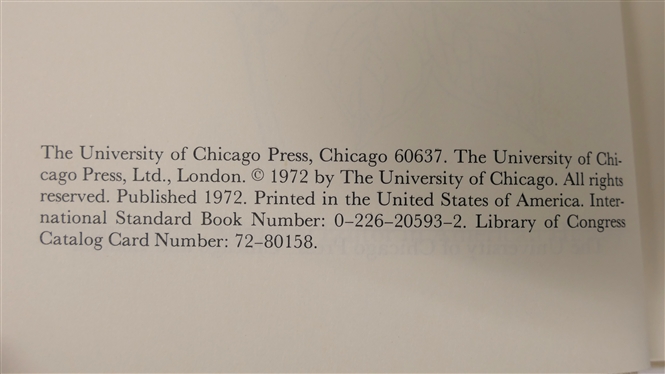 The University of Chicago Press, Chicago 60637. The University of Chi-
cago Press, Ltd., London. © 1972 by The University of Chicago. All rights
reserved. Published 1972. Printed in the United States of America. Inter-
national Standard Book Number: 0–226–20593–2. Library of Congress
Catalog Card Number: 72–80158.